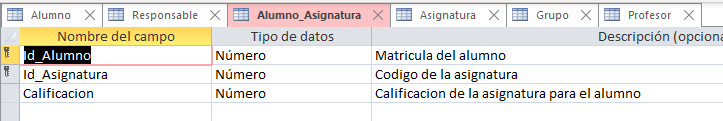 Alumno Responsable Alumno_Asignatura Asignatura Grupo Profesor
Nombre del campo Tipo de datos Descripción (opciona
Id_Alumno Número Matricula del alumno
Id_Asignatura Número Codigo de la asignatura
Calificacion Número Calificacion de la asignatura para el alumno